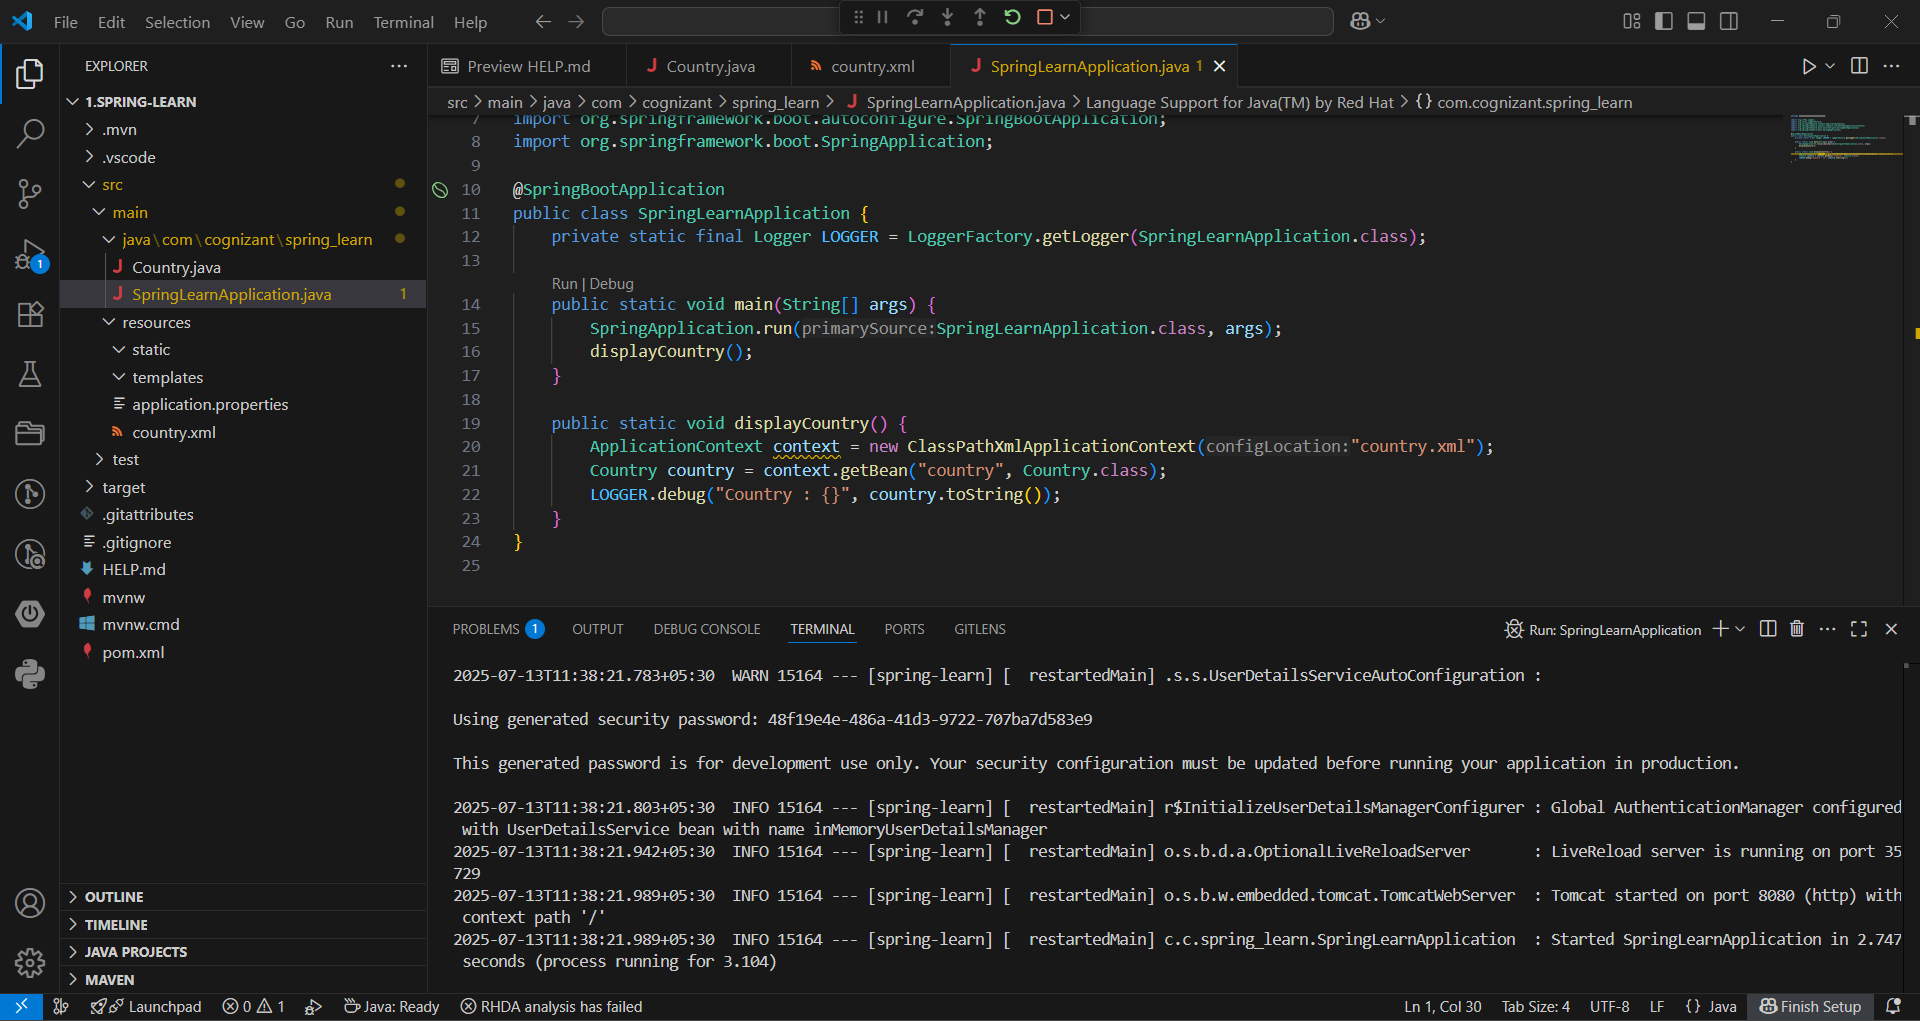 File Edit Selection View Go Run Terminal Help
EXPLORER
1.SPRING-LEARN
.mvn
.vscode
src
main
java\com\cognizant\spring_learn
Country.java
SpringLearnApplication.java 1
resources
static
templates
application.properties
country.xml
test
target
.gitattributes
.gitignore
HELP.md
mvnw
mvnw.cmd
pom.xml
OUTLINE
TIMELINE
JAVA PROJECTS
MAVEN
1
Preview HELP.md Country.java country.xml SpringLearnApplication.java 1
src > main > java > com > cognizant > spring_learn > SpringLearnApplication.java > Language Support for Java(TM) by Red Hat > {} com.cognizant.spring_learn
7 import org.springframework.boot.autoconfigure.SpringBootApplication;
8 import org.springframework.boot.SpringApplication;
9
10 @SpringBootApplication
11 public class SpringLearnApplication {
12 private static final Logger LOGGER = LoggerFactory.getLogger(SpringLearnApplication.class);
13
Run | Debug
14 public static void main(String[] args) {
15 SpringApplication.run(primarySource:SpringLearnApplication.class, args);
16 displayCountry();
17 }
18
19 public static void displayCountry() {
20 ApplicationContext context = new ClassPathXmlApplicationContext(configLocation:"country.xml");
21 Country country = context.getBean("country", Country.class);
22 LOGGER.debug("Country : {}", country.toString());
23 }
24 }
25
PROBLEMS 1 OUTPUT DEBUG CONSOLE TERMINAL PORTS GITLENS
Run: SpringLearnApplication
2025-07-13T11:38:21.783+05:30  WARN 15164 --- [spring-learn] [  restartedMain] .s.s.UserDetailsServiceAutoConfiguration :
Using generated security password: 48f19e4e-486a-41d3-9722-707ba7d583e9
This generated password is for development use only. Your security configuration must be updated before running your application in production.
2025-07-13T11:38:21.803+05:30  INFO 15164 --- [spring-learn] [  restartedMain] r$InitializeUserDetailsManagerConfigurer : Global AuthenticationManager configured
with UserDetailsService bean with name inMemoryUserDetailsManager
2025-07-13T11:38:21.942+05:30  INFO 15164 --- [spring-learn] [  restartedMain] o.s.b.d.a.OptionalLiveReloadServer       : LiveReload server is running on port 35
729
2025-07-13T11:38:21.989+05:30  INFO 15164 --- [spring-learn] [  restartedMain] o.s.b.w.embedded.tomcat.TomcatWebServer  : Tomcat started on port 8080 (http) with
context path '/'
2025-07-13T11:38:21.989+05:30  INFO 15164 --- [spring-learn] [  restartedMain] c.c.spring_learn.SpringLearnApplication  : Started SpringLearnApplication in 2.747
seconds (process running for 3.104)
Launchpad 0 1 Java: Ready RHDA analysis has failed
Ln 1, Col 30 Tab Size: 4 UTF-8 LF {} Java Finish Setup